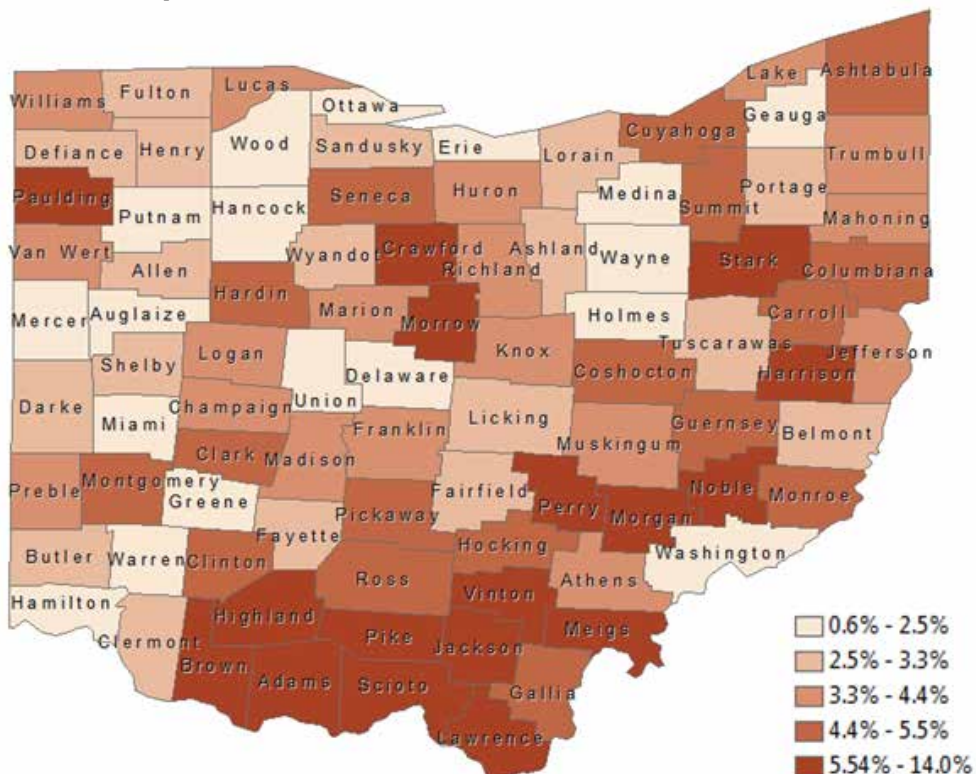 Lake
Ashtabula
Lucas
Fulton
Williams
Ottawa
Geauga
Cuyahoga
Wood
Sandusky
Erie
Defiance
Henry
Lorain
Trumbull
Portage
Medina
Huron
Seneca
Paulding
Summit
Hancock
Putnam
Mahoning
Van Wert
Wyandot
Crawford
Ashland
Richland
Wayne
Stark
Allen
Columbiana
Hardin
Marion
Morrow
Mercer
Auglaize
Holmes
Carroll
Tuscarawas
Knox
Logan
Jefferson
Shelby
Harrison
Coshocton
Delaware
Union
Darke
Champaign
Licking
Miami
Guernsey
Franklin
Belmont
Muskingum
Clark
Madison
Montgomery
Preble
Fairfield
Noble
Monroe
Greene
Perry
Morgan
Pickaway
Fayette
Hocking
Washington
Butler
Warren
Clinton
Ross
Athens
Vinton
Hamilton
Highland
Meigs
Pike
Clermont
Jackson
Brown
Adams
Scioto
Gallia
Lawrence
0.6% - 2.5%
2.5% - 3.3%
3.3% - 4.4%
4.4% - 5.5%
5.54% - 14.0%